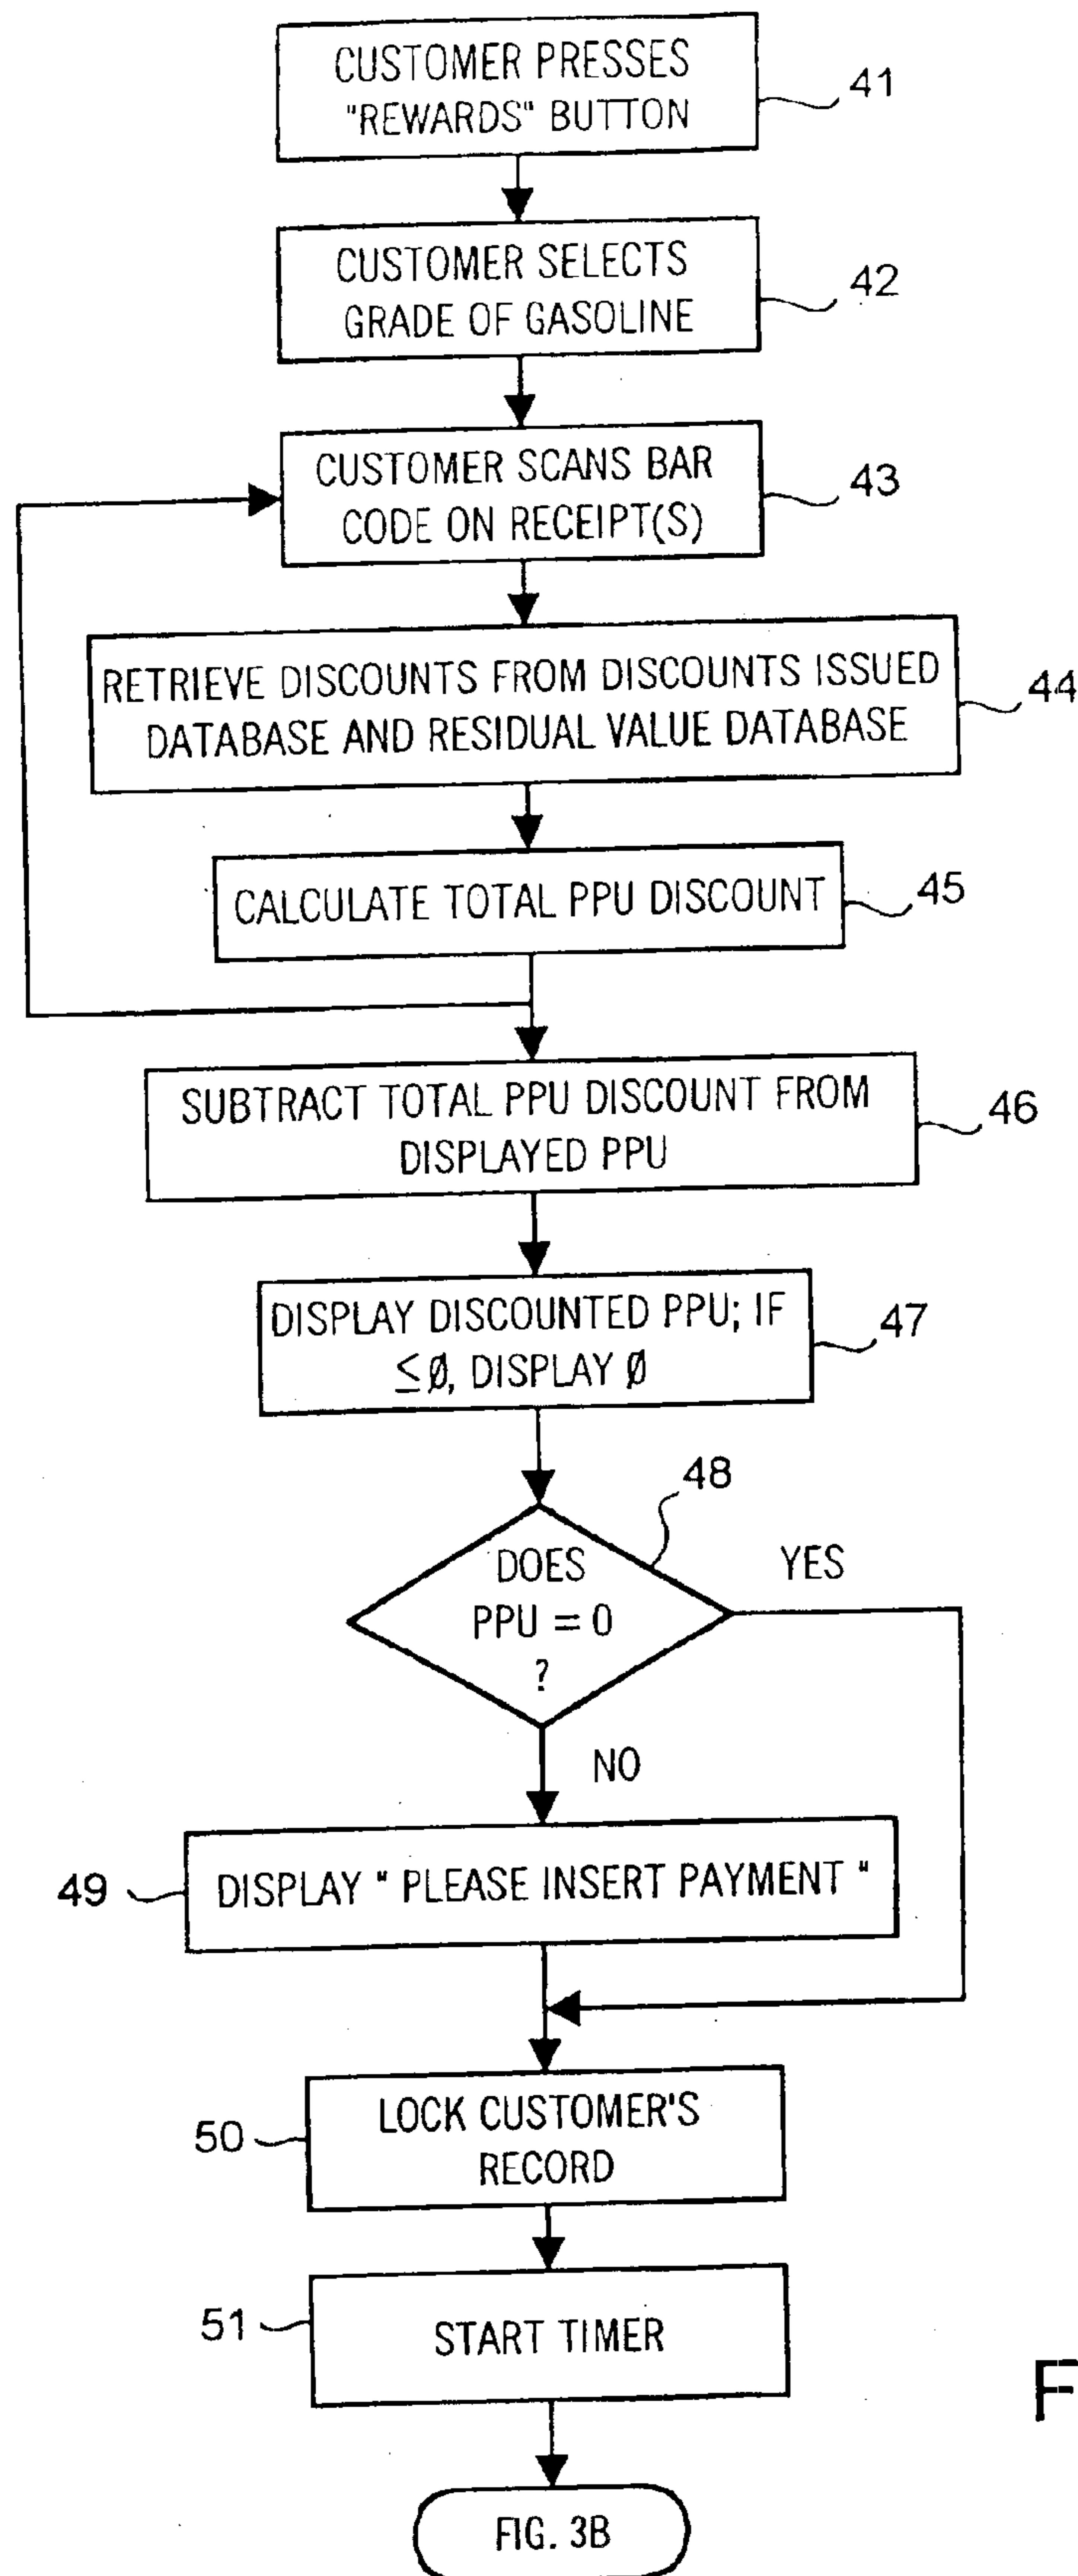 CUSTOMER PRESSES
"REWARDS" BUTTON
41
CUSTOMER SELECTS
GRADE OF GASOLINE
42
CUSTOMER SCANS BAR
CODE ON RECEIPT(S)
43
RETRIEVE DISCOUNTS FROM DISCOUNTS ISSUED
DATABASE AND RESIDUAL VALUE DATABASE
44
CALCULATE TOTAL PPU DISCOUNT
45
SUBTRACT TOTAL PPU DISCOUNT FROM
DISPLAYED PPU
46
DISPLAY DISCOUNTED PPU; IF
≤ Ø, DISPLAY Ø
47
48
DOES
PPU = 0
?
YES
NO
49
DISPLAY " PLEASE INSERT PAYMENT "
50
LOCK CUSTOMER'S
RECORD
51
START TIMER
F
FIG. 3B